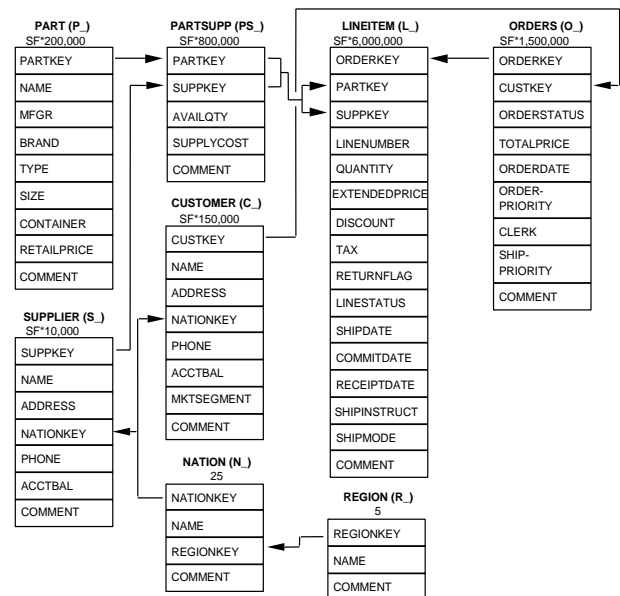 PART (P_)
SF*200,000
PARTKEY
NAME
MFGR
BRAND
TYPE
SIZE
CONTAINER
RETAILPRICE
COMMENT
SUPPLIER (S_)
SF*10,000
SUPPKEY
NAME
ADDRESS
NATIONKEY
PHONE
ACCTBAL
COMMENT
PARTSUPP (PS_)
SF*800,000
PARTKEY
SUPPKEY
AVAILQTY
SUPPLYCOST
COMMENT
CUSTOMER (C_)
SF*150,000
CUSTKEY
NAME
ADDRESS
NATIONKEY
PHONE
ACCTBAL
MKTSEGMENT
COMMENT
NATION (N_)
25
NATIONKEY
NAME
REGIONKEY
COMMENT
LINEITEM (L_)
SF*6,000,000
ORDERKEY
PARTKEY
SUPPKEY
LINENUMBER
QUANTITY
EXTENDEDPRICE
DISCOUNT
TAX
RETURNFLAG
LINESTATUS
SHIPDATE
COMMITDATE
RECEIPTDATE
SHIPINSTRUCT
SHIPMODE
COMMENT
REGION (R_)
5
REGIONKEY
NAME
COMMENT
ORDERS (O_)
SF*1,500,000
ORDERKEY
CUSTKEY
ORDERSTATUS
TOTALPRICE
ORDERDATE
ORDER-
PRIORITY
CLERK
SHIP-
PRIORITY
COMMENT